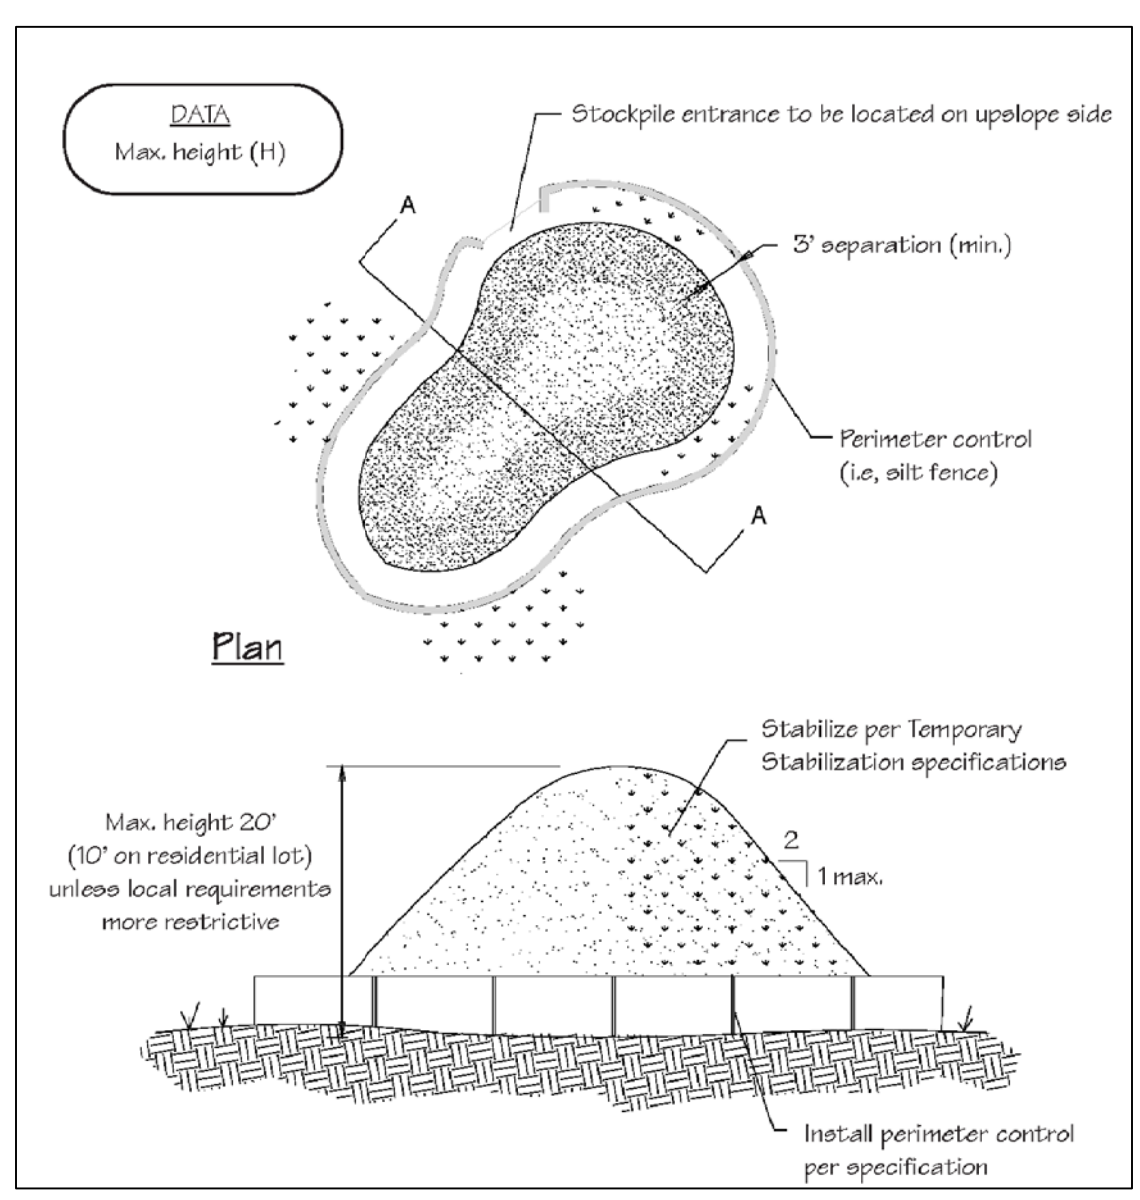 DATA
Max. height (H)
Stockpile entrance to be located on upslope side
A
3' separation (min.)
Perimeter control
(i.e, silt fence)
A
Plan
Stabilize per Temporary
Stabilization specifications
Max. height 20'
(10' on residential lot)
unless local requirements
more restrictive
2
1 max.
Install perimeter control
per specification